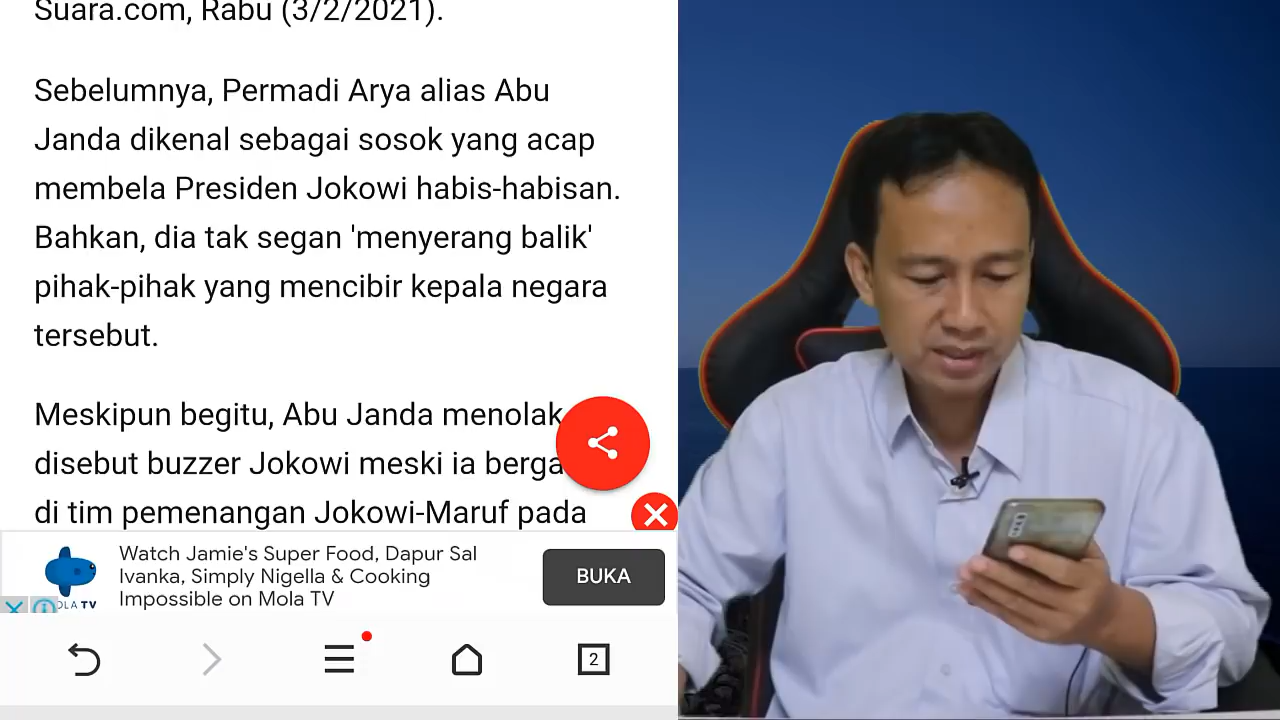 Suara.com, Rabu (3/2/2021).
Sebelumnya, Permadi Arya alias Abu
Janda dikenal sebagai sosok yang acap
membela Presiden Jokowi habis-habisan.
Bahkan, dia tak segan 'menyerang balik'
pihak-pihak yang mencibir kepala negara
tersebut.
Meskipun begitu, Abu Janda menolak
disebut buzzer Jokowi meski ia berga
di tim pemenangan Jokowi-Maruf pada
Watch Jamie's Super Food, Dapur Sal
Ivanka, Simply Nigella & Cooking
Impossible on Mola TV
BUKA
OLA TV
2